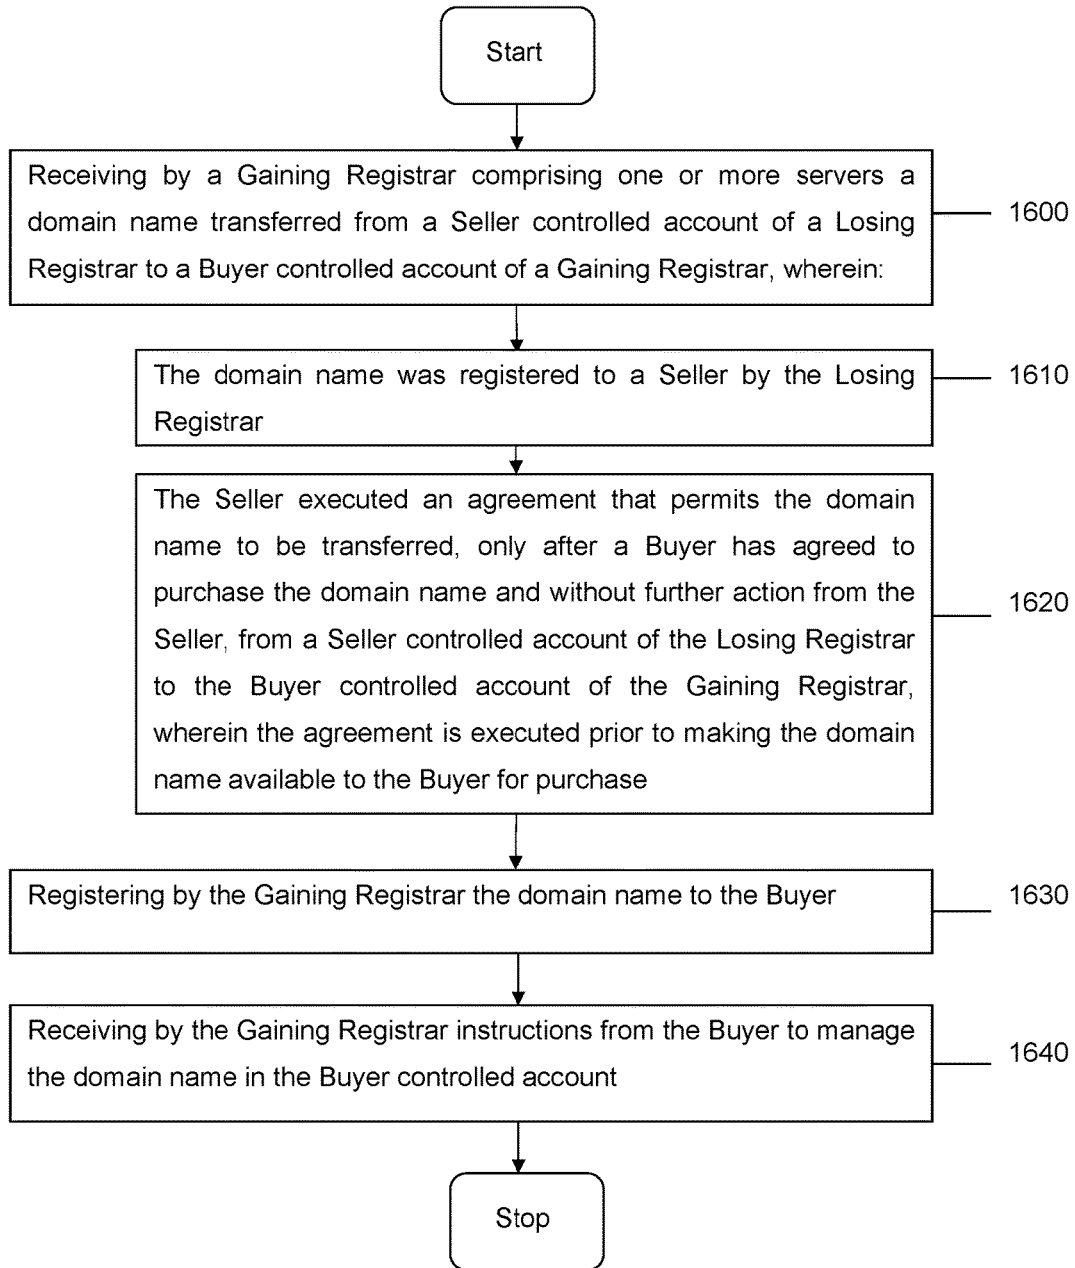 Start
Receiving by a Gaining Registrar comprising one or more servers a
domain name transferred from a Seller controlled account of a Losing
Registrar to a Buyer controlled account of a Gaining Registrar, wherein:
1600
The domain name was registered to a Seller by the Losing
Registrar
1610
The Seller executed an agreement that permits the domain
name to be transferred, only after a Buyer has agreed to
purchase the domain name and without further action from the
Seller, from a Seller controlled account of the Losing Registrar
to the Buyer controlled account of the Gaining Registrar,
wherein the agreement is executed prior to making the domain
name available to the Buyer for purchase
1620
Registering by the Gaining Registrar the domain name to the Buyer
1630
Receiving by the Gaining Registrar instructions from the Buyer to manage
the domain name in the Buyer controlled account
1640
Stop